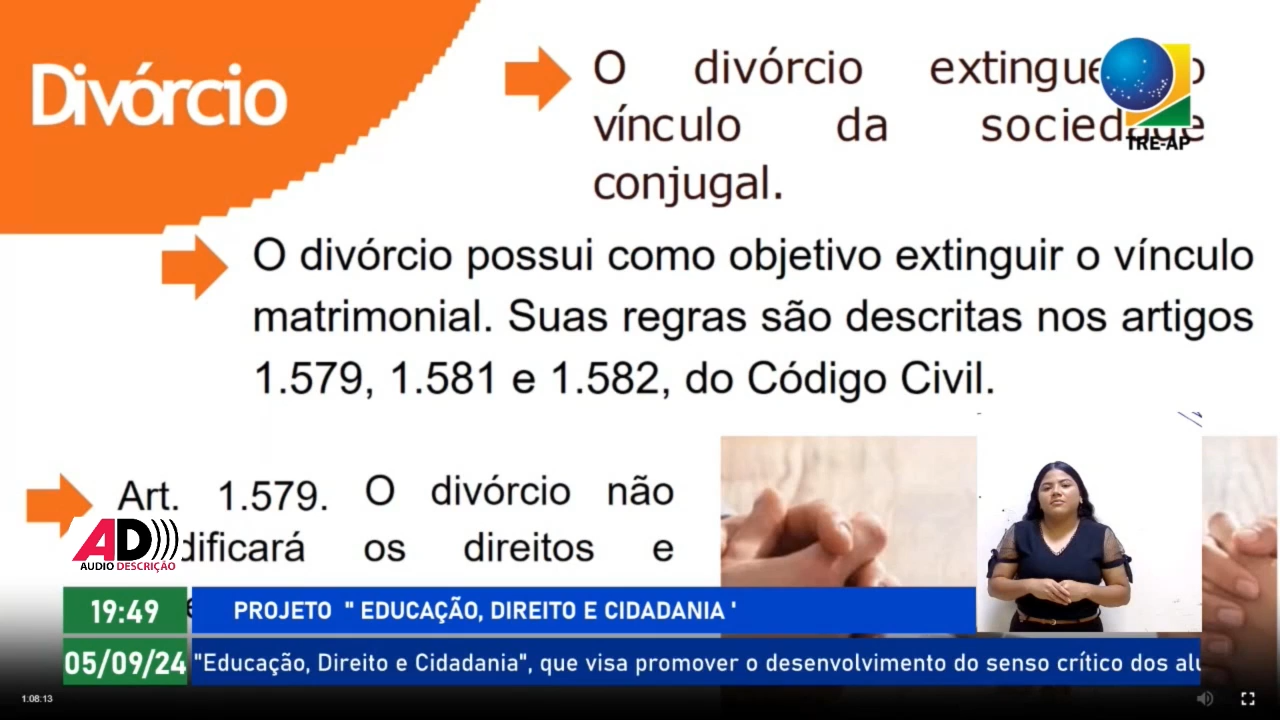 Divórcio
O divórcio extingue o
vínculo da sociedade
conjugal.
TRE-AP
O divórcio possui como objetivo extinguir o vínculo
matrimonial. Suas regras são descritas nos artigos
1.579, 1.581 e 1.582, do Código Civil.
Art. 1.579. O divórcio não
dificará os direitos e
AD
AUDIO DESCRIÇÃO
19:49 PROJETO " EDUCAÇÃO, DIREITO E CIDADANIA '
05/09/24 "Educação, Direito e Cidadania", que visa promover o desenvolvimento do senso crítico dos alu
1:08:13